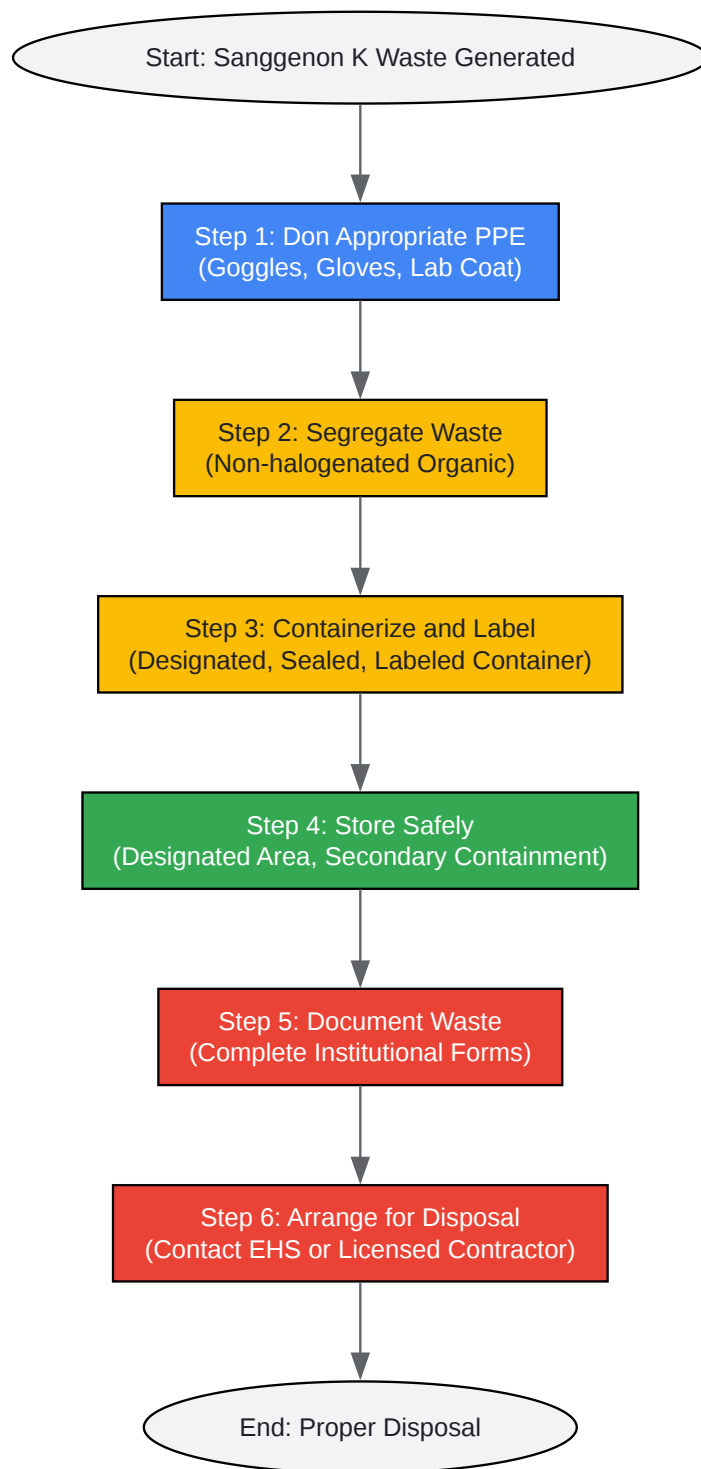 Start: Sanggenon K Waste Generated
Step 1: Don Appropriate PPE
(Goggles, Gloves, Lab Coat)
Step 2: Segregate Waste
(Non-halogenated Organic)
Step 3: Containerize and Label
(Designated, Sealed, Labeled Container)
Step 4: Store Safely
(Designated Area, Secondary Containment)
Step 5: Document Waste
(Complete Institutional Forms)
Step 6: Arrange for Disposal
(Contact EHS or Licensed Contractor)
End: Proper Disposal